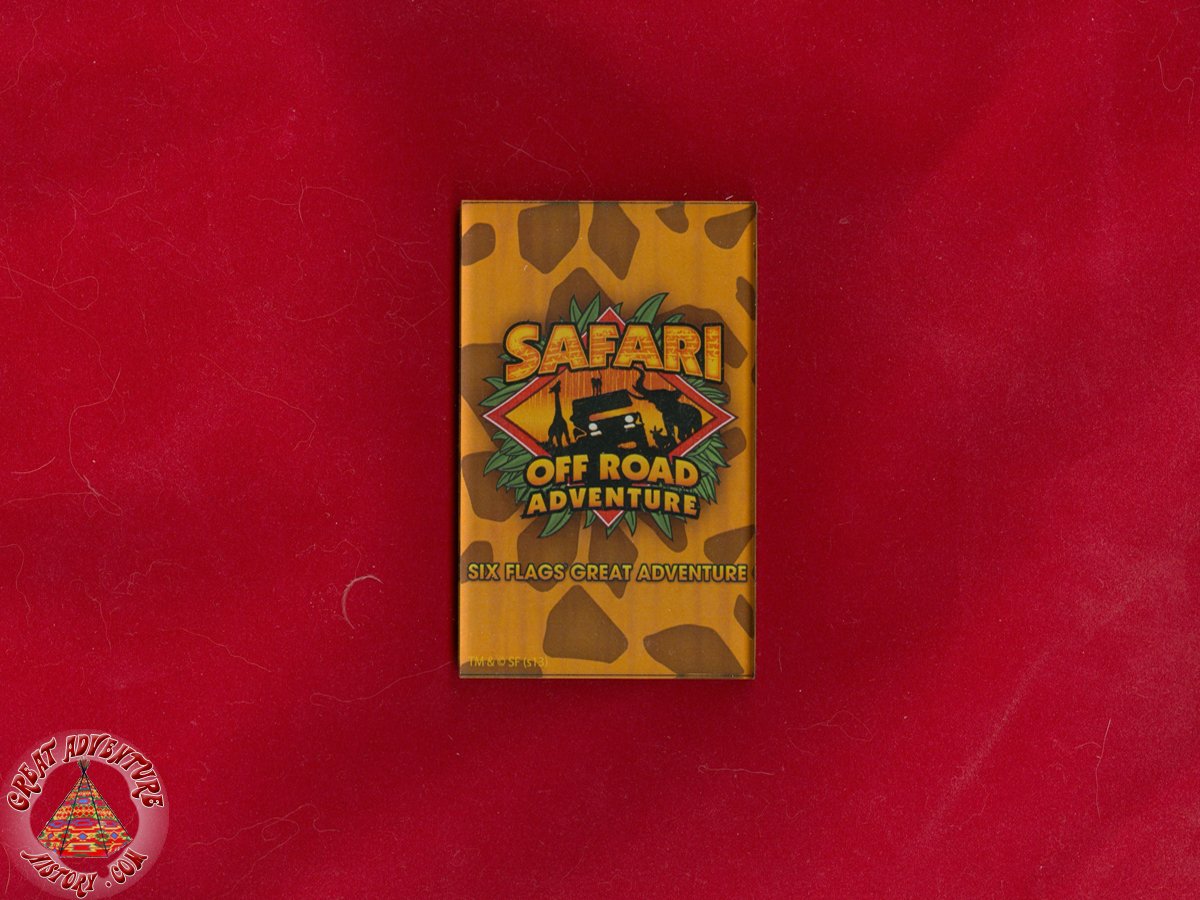 SAFARI
OFF ROAD
ADVENTURE
SIX FLAGS GREAT ADVENTURE
TM & © SF (s13)
GREAT ADVENTURE
HISTORY.COM